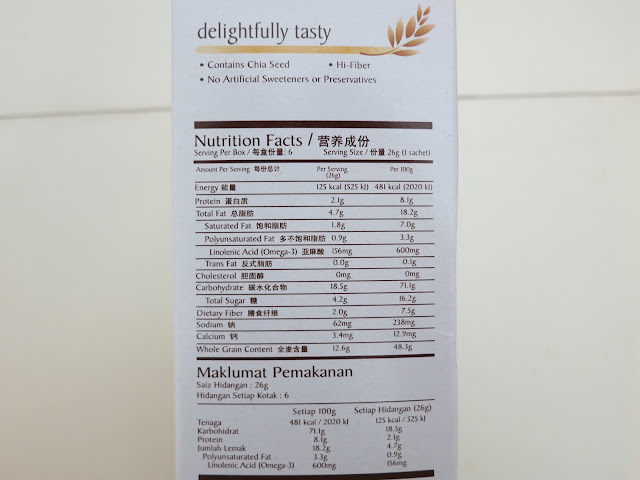 delightfully tasty
• Contains Chia Seed • Hi-Fiber
• No Artificial Sweeteners or Preservatives
Nutrition Facts / 营养成份
Serving Per Box / 每盒份量: 6 Serving Size / 份量 26g (1 sachet)
Amount Per Serving 每份总计 Per Serving (26g) Per 100g
Energy 能量 125 kcal (525 kJ) 481 kcal (2020 kJ)
Protein 蛋白质 2.1g 8.1g
Total Fat 总脂肪 4.7g 18.2g
Saturated Fat 饱和脂肪 1.8g 7.0g
Polyunsaturated Fat 多不饱和脂肪 0.9g 3.3g
Linolenic Acid (Omega-3) 亚麻酸 156mg 600mg
Trans Fat 反式脂肪 0.0g 0.1g
Cholesterol 胆固醇 0mg 0mg
Carbohydrate 碳水化合物 18.5g 71.1g
Total Sugar 糖 4.2g 16.2g
Dietary Fiber 膳食纤维 2.0g 7.5g
Sodium 钠 62mg 238mg
Calcium 钙 3.4mg 12.9mg
Whole Grain Content 全麦含量 12.6g 48.3g
Maklumat Pemakanan
Saiz Hidangan : 26g
Hidangan Setiap Kotak : 6
Setiap 100g Setiap Hidangan (26g)
Tenaga 481 kcal / 2020 kJ 125 kcal / 525 kJ
Karbohidrat 71.1g 18.5g
Protein 8.1g 2.1g
Jumlah Lemak 18.2g 4.7g
Polyunsaturated Fat 3.3g 0.9g
Linolenic Acid (Omega-3) 600mg 156mg